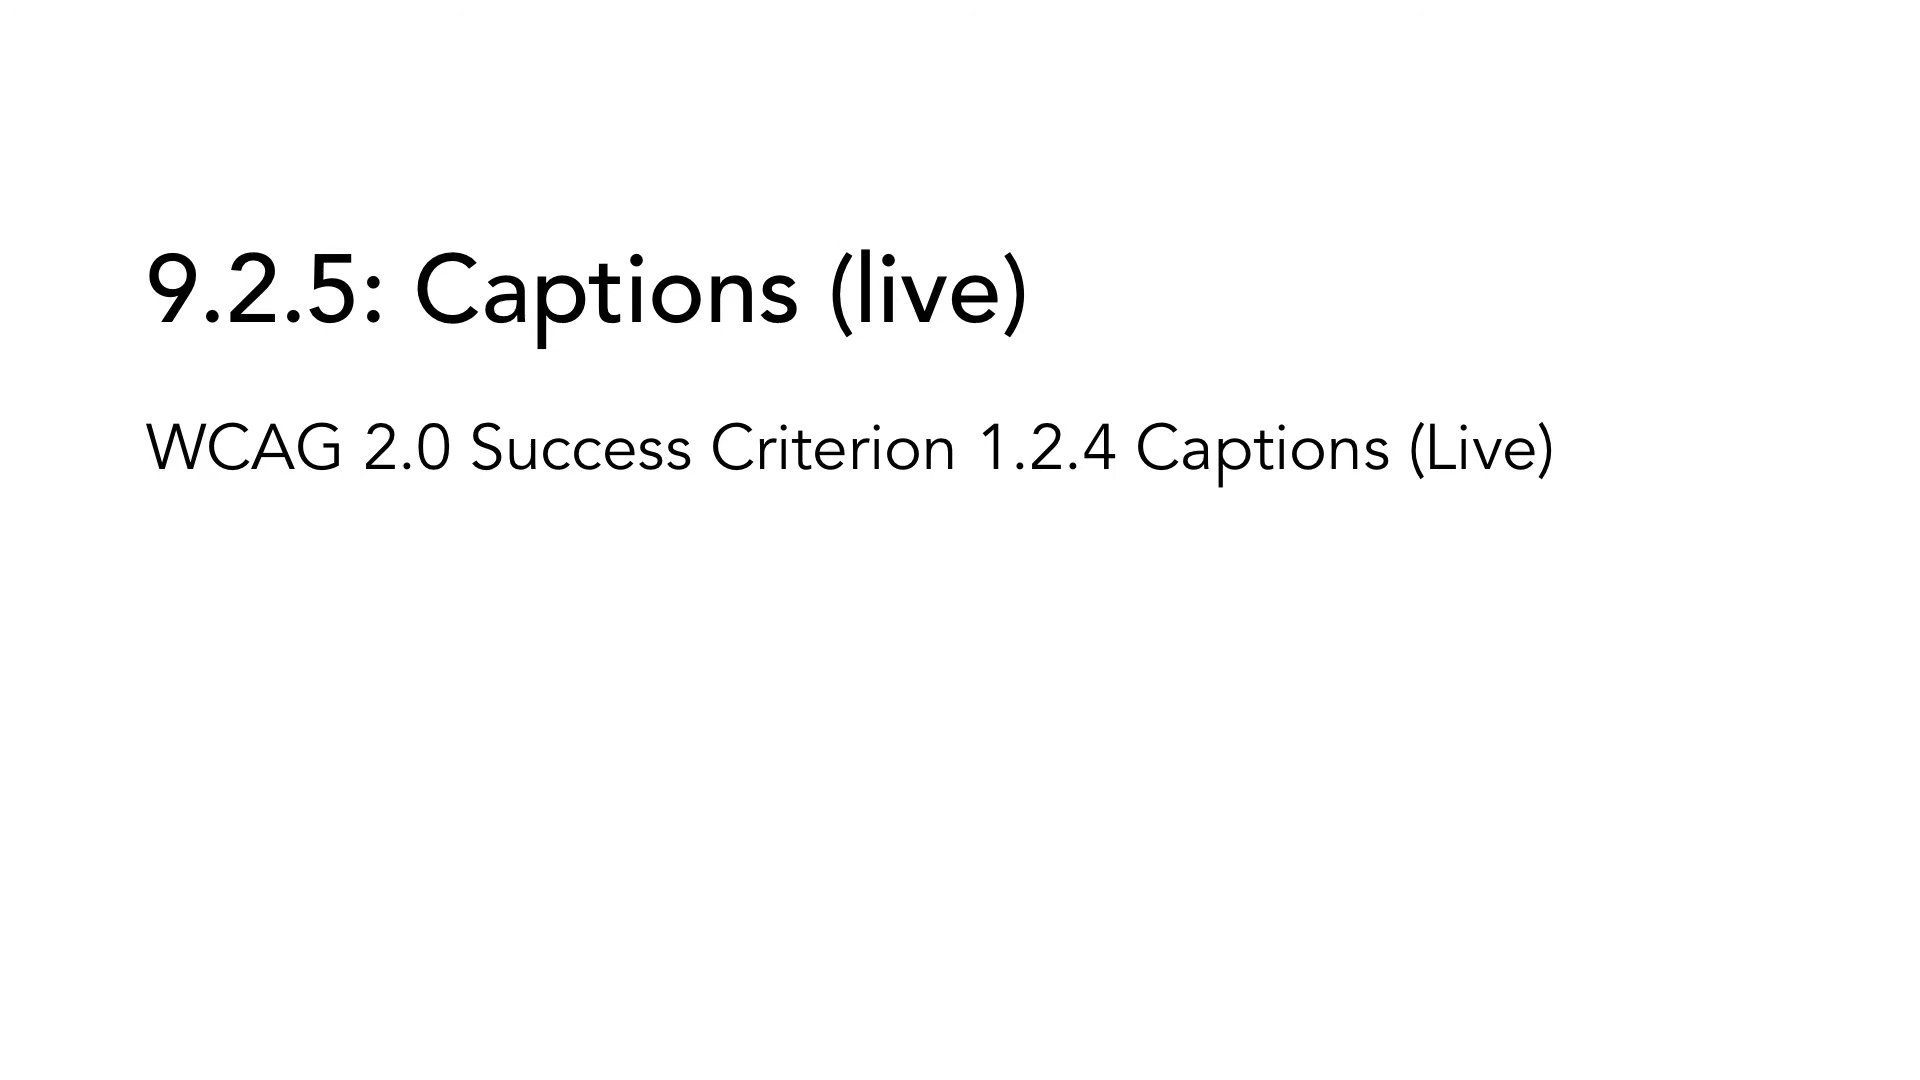 9.2.5: Captions (live)
WCAG 2.0 Success Criterion 1.2.4 Captions (Live)